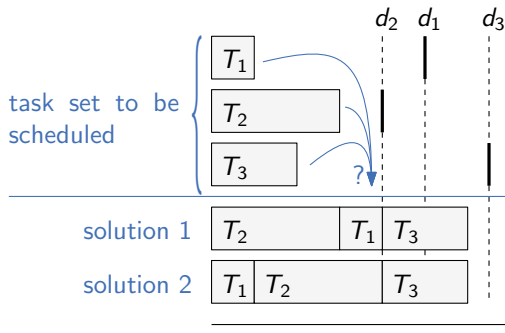 d2 d1 d3
T1
task set to be
scheduled
T2
T3
?
solution 1 T2 T1 T3
solution 2 T1 T2 T3